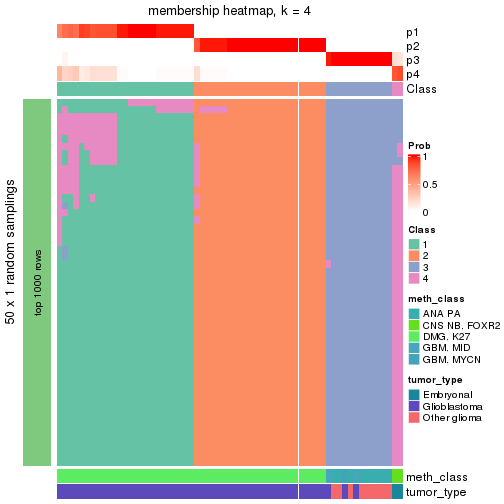 membership heatmap, k = 4
p1
p2
p3
p4
Class
50 x 1 random samplings
top 1000 rows
Prob
1
0.5
0
Class
1
2
3
4
meth_class
ANA PA
CNS NB. FOXR2
DMG. K27
GBM. MID
GBM. MYCN
tumor_type
Embryonal
Glioblastoma
Other glioma
meth_class
tumor_type